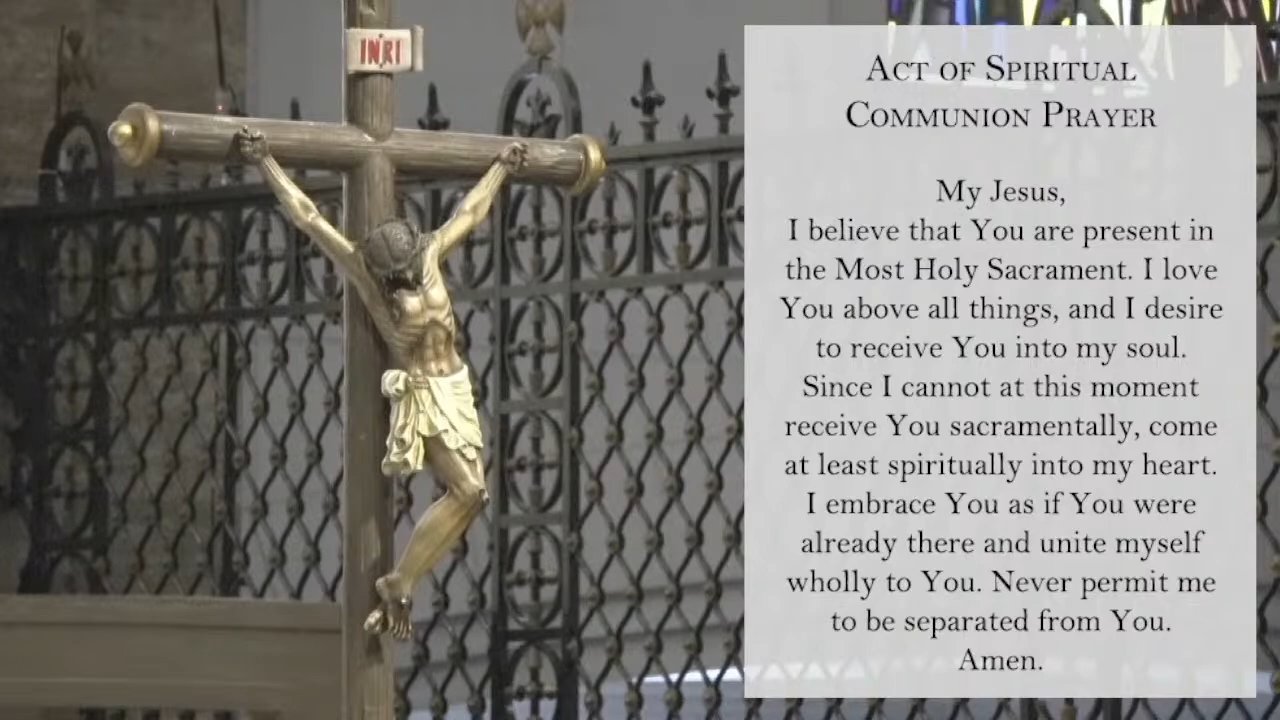 INRI
Act of Spiritual
Communion Prayer
My Jesus,
I believe that You are present in
the Most Holy Sacrament. I love
You above all things, and I desire
to receive You into my soul.
Since I cannot at this moment
receive You sacramentally, come
at least spiritually into my heart.
I embrace You as if You were
already there and unite myself
wholly to You. Never permit me
to be separated from You.
Amen.